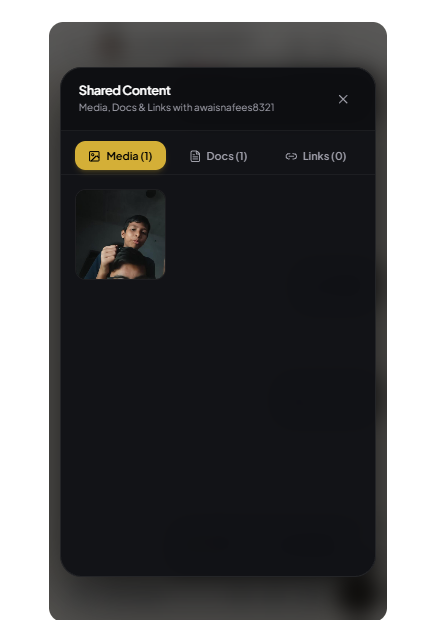 Shared Content
Media, Docs & Links with awaisnafees8321
Media (1) Docs (1) Links (0)